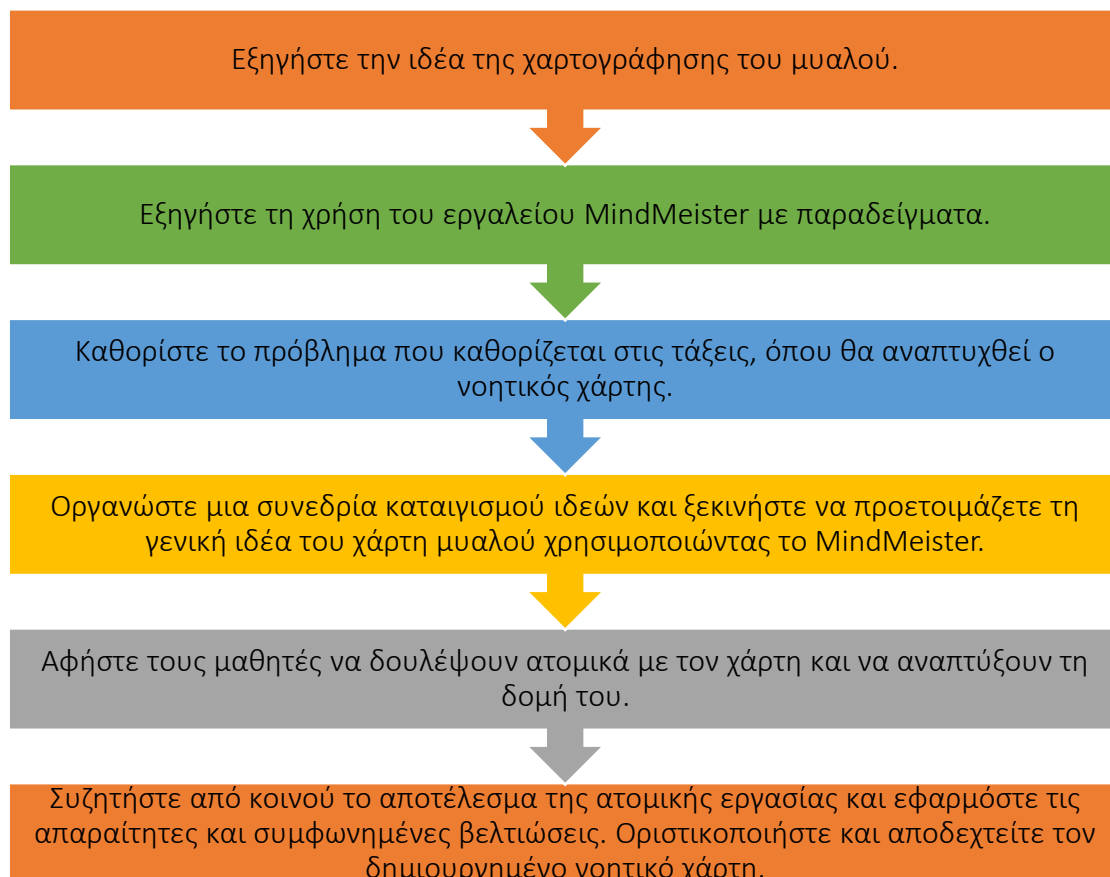 Εξηγήστε την ιδέα της χαρτογράφησης του μυαλού.
Εξηγήστε τη χρήση του εργαλείου MindMeister με παραδείγματα.
Καθορίστε το πρόβλημα που καθορίζεται στις τάξεις, όπου θα αναπτυχθεί ο
νοητικός χάρτης.
Οργανώστε μια συνεδρία καταιγισμού ιδεών και ξεκινήστε να προετοιμάζετε τη
γενική ιδέα του χάρτη μυαλού χρησιμοποιώντας το MindMeister.
Αφήστε τους μαθητές να δουλέψουν ατομικά με τον χάρτη και να αναπτύξουν τη
δομή του.
Συζητήστε από κοινού το αποτέλεσμα της ατομικής εργασίας και εφαρμόστε τις
απαραίτητες και συμφωνημένες βελτιώσεις. Οριστικοποιήστε και αποδεχτείτε τον
δημιουργημένο νοητικό χάρτη.